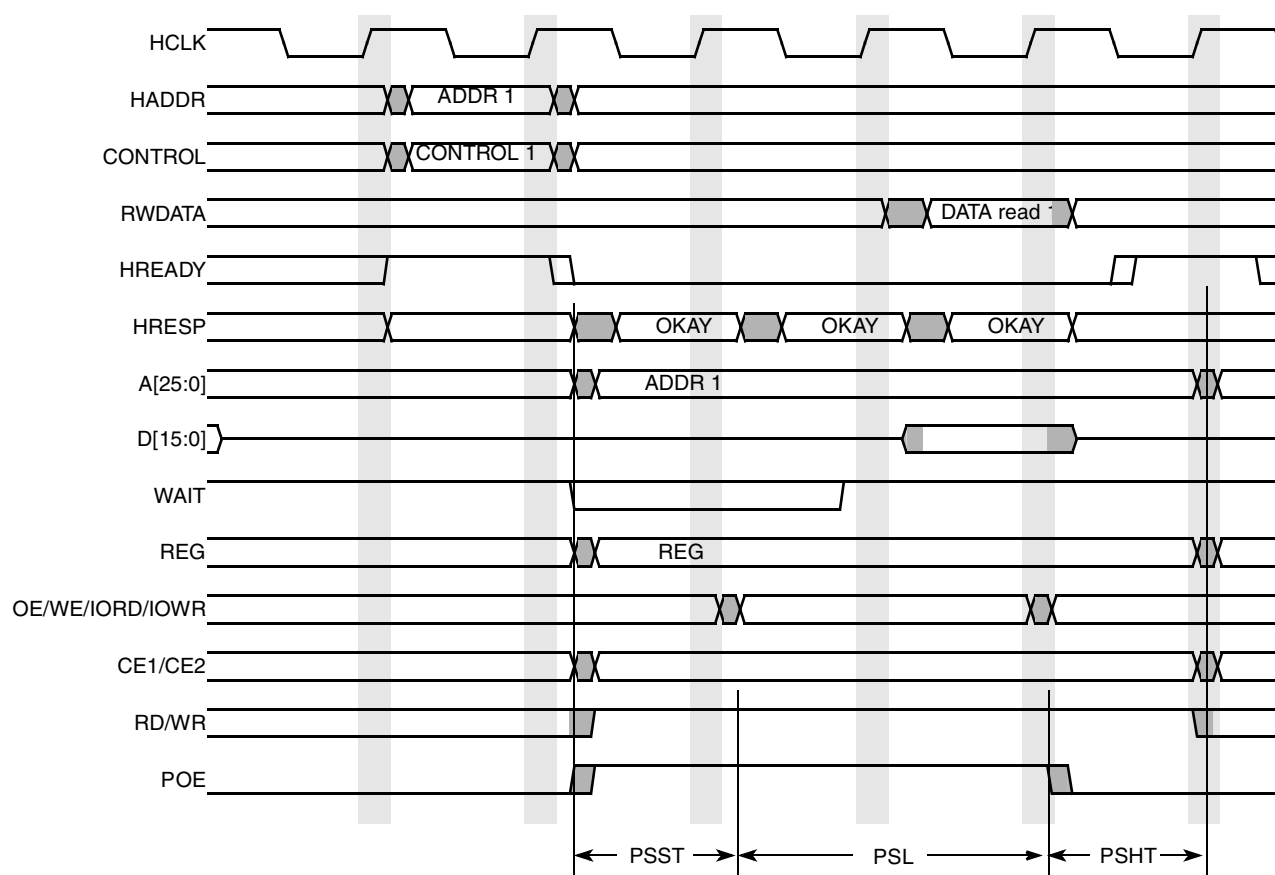 HCLK
HADDR
ADDR 1
CONTROL
CONTROL 1
RWDATA
DATA read 1
HREADY
HRESP
OKAY
OKAY
OKAY
A[25:0]
ADDR 1
D[15:0]
WAIT
REG
REG
OE/WE/IORD/IOWR
CE1/CE2
RD/WR
POE
PSST
PSL
PSHT